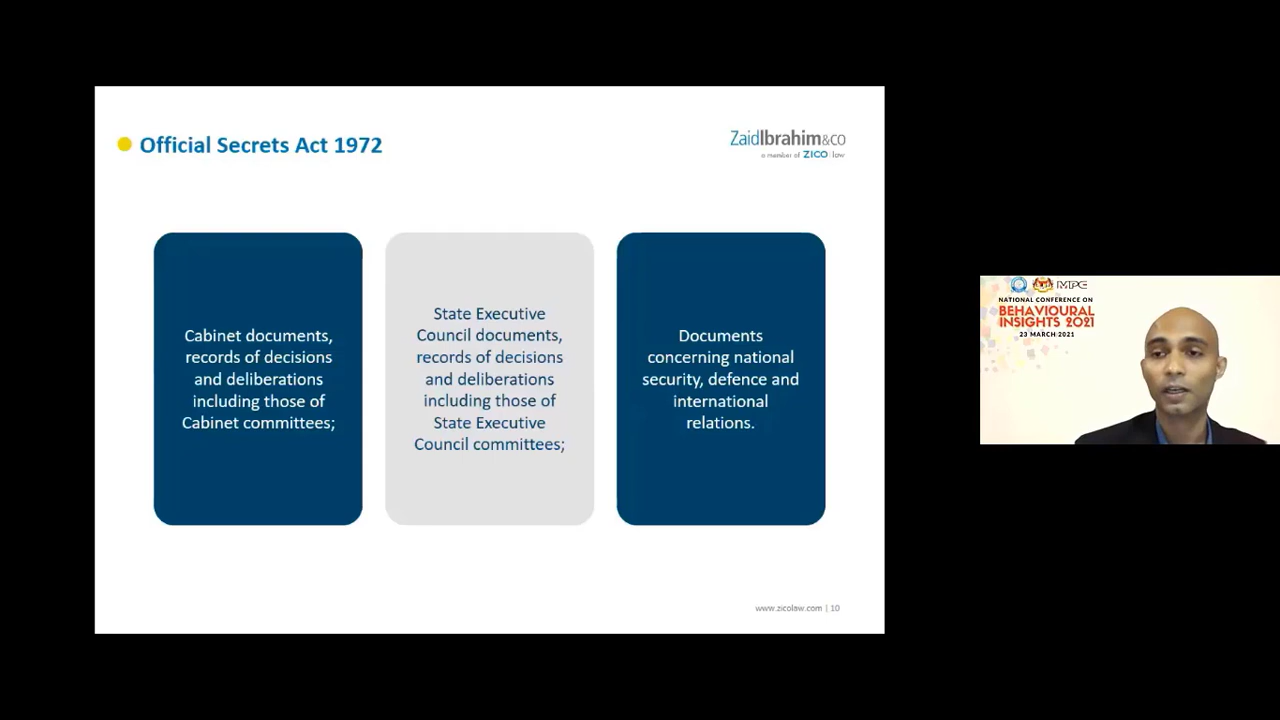 Official Secrets Act 1972
ZaidIbrahim&co
a member of ZICO law
Cabinet documents,
records of decisions
and deliberations
including those of
Cabinet committees;
State Executive
Council documents,
records of decisions
and deliberations
including those of
State Executive
Council committees;
Documents
concerning national
security, defence and
international
relations.
www.zicolaw.com | 10
MPC
NATIONAL CONFERENCE ON
BEHAVIOURAL
INSIGHTS 2021
23 MARCH 2021